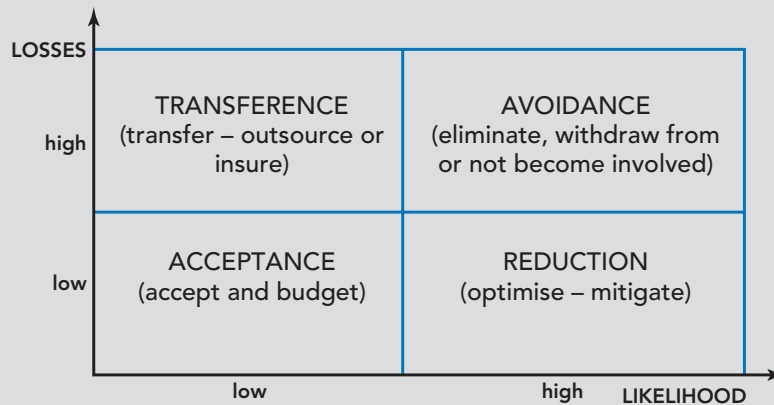 LOSSES
high
TRANSFERENCE
(transfer – outsource or
insure)
AVOIDANCE
(eliminate, withdraw from
or not become involved)
low
ACCEPTANCE
(accept and budget)
REDUCTION
(optimise – mitigate)
low
high
LIKELIHOOD